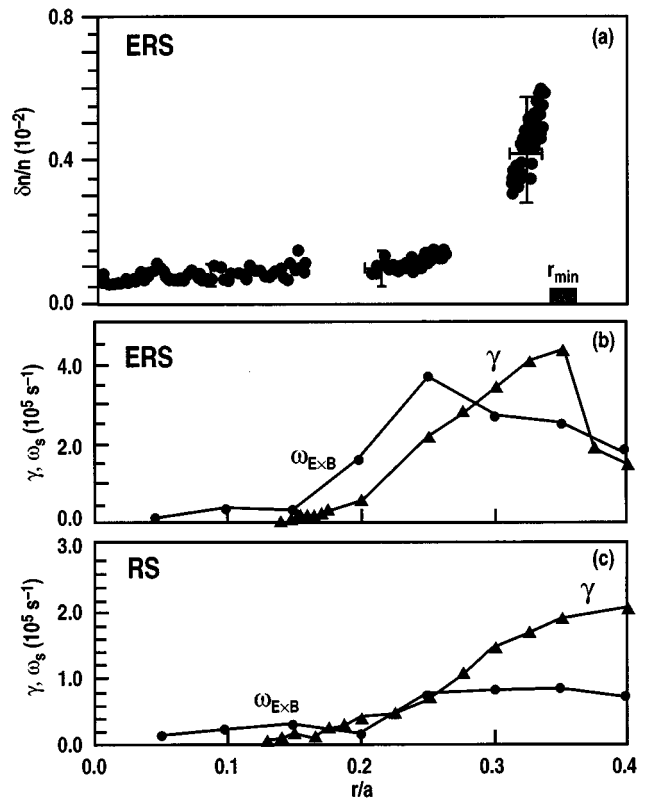 0.8
ERS
(a)
δn/n (10⁻²)
0.4
r_min
0.0
ERS
(b)
γ
4.0
γ, ω_s (10⁵ s⁻¹)
2.0
ω_E×B
0.0
3.0
RS
(c)
γ
2.0
γ, ω_s (10⁵ s⁻¹)
1.0
ω_E×B
0.0
0.0 0.1 0.2 0.3 0.4
r/a